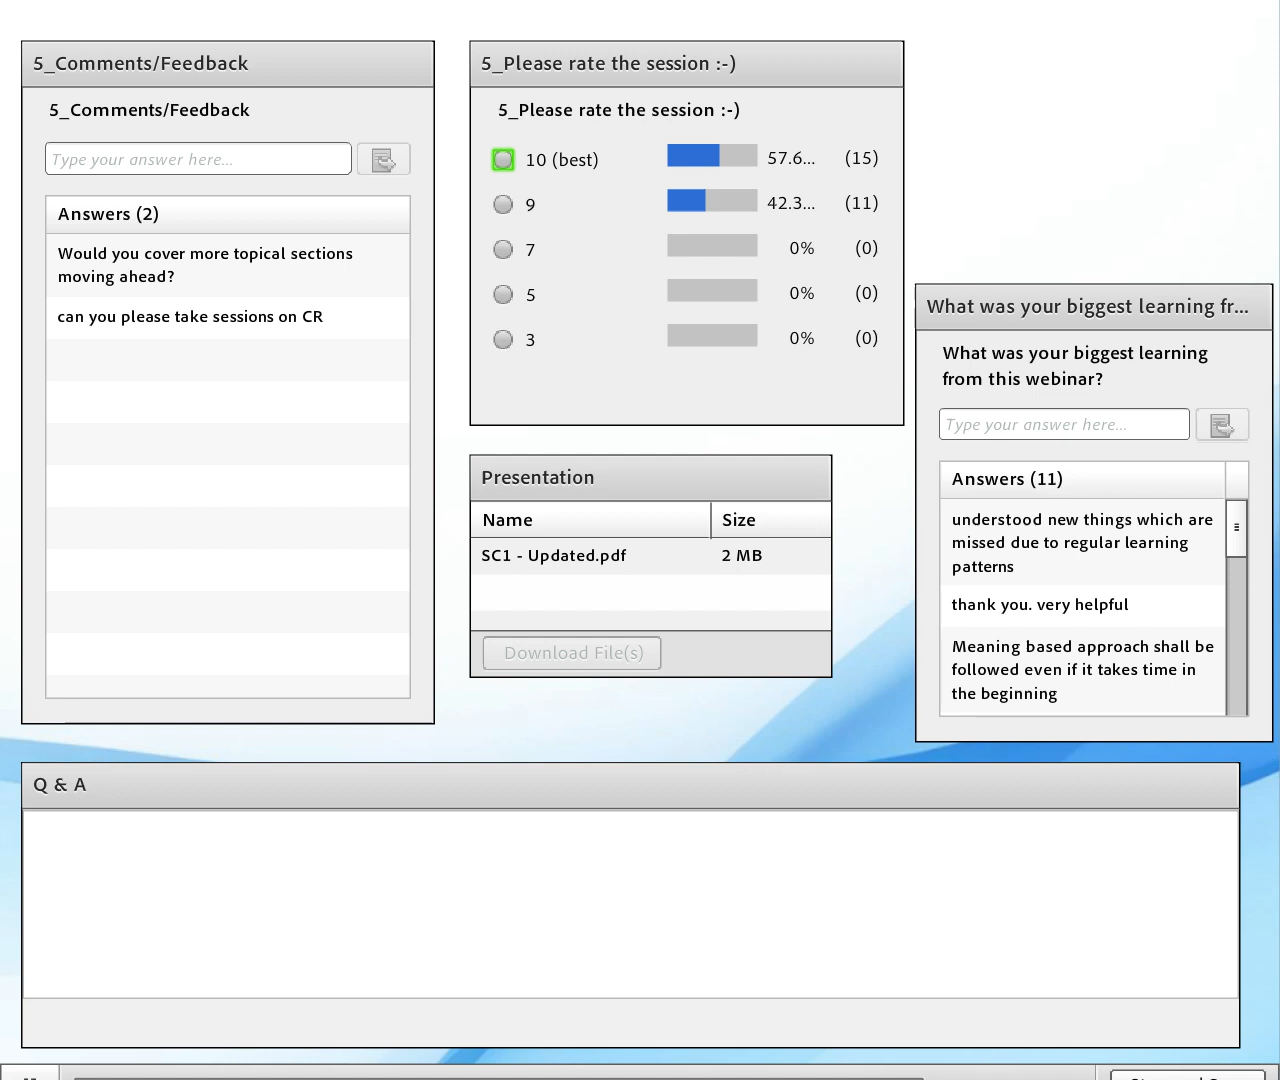 5_Comments/Feedback
5_Comments/Feedback
Type your answer here...
Answers (2)
Would you cover more topical sections
moving ahead?
can you please take sessions on CR
5_Please rate the session :-)
5_Please rate the session :-)
10 (best) 57.6... (15)
9 42.3... (11)
7 0% (0)
5 0% (0)
3 0% (0)
Presentation
Name Size
SC1 - Updated.pdf 2 MB
Download File(s)
What was your biggest learning fr...
What was your biggest learning
from this webinar?
Type your answer here...
Answers (11)
understood new things which are
missed due to regular learning
patterns
thank you. very helpful
Meaning based approach shall be
followed even if it takes time in
the beginning
Q & A